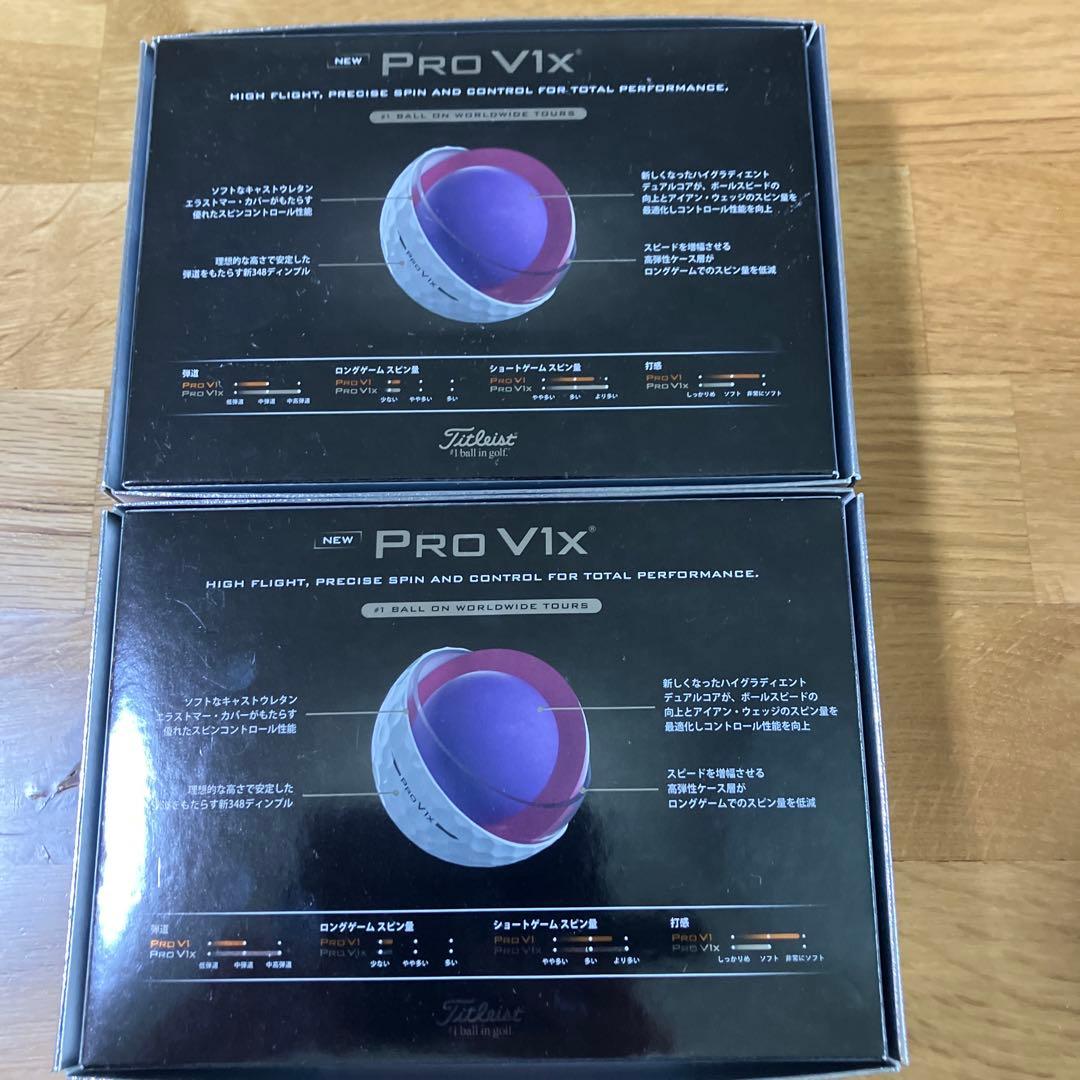 NEW PRO V1x®
HIGH FLIGHT, PRECISE SPIN AND CONTROL FOR TOTAL PERFORMANCE.
#1 BALL ON WORLDWIDE TOURS
ソフトなキャストウレタン
エラストマー・カバーがもたらす
優れたスピンコントロール性能
新しくなったハイグラディエント
デュアルコアが、ボールスピードの
向上とアイアン・ウェッジのスピン量を
最適化しコントロール性能を向上
理想的な高さで安定した
弾道をもたらす新348ディンプル
スピードを増幅させる
高弾性ケース層が
ロングゲームでのスピン量を低減
PRO V1x
弾道
PRO V1
PRO V1x
低弾道 中弾道 中高弾道
ロングゲーム スピン量
PRO V1
PRO V1x
少ない やや多い 多い
ショートゲーム スピン量
PRO V1
PRO V1x
やや多い 多い より多い
打感
PRO V1
PRO V1x
しっかりめ ソフト 非常にソフト
Titleist
#1 ball in golf.
NEW PRO V1x®
HIGH FLIGHT, PRECISE SPIN AND CONTROL FOR TOTAL PERFORMANCE.
#1 BALL ON WORLDWIDE TOURS
ソフトなキャストウレタン
エラストマー・カバーがもたらす
優れたスピンコントロール性能
新しくなったハイグラディエント
デュアルコアが、ボールスピードの
向上とアイアン・ウェッジのスピン量を
最適化しコントロール性能を向上
理想的な高さで安定した
弾道をもたらす新348ディンプル
スピードを増幅させる
高弾性ケース層が
ロングゲームでのスピン量を低減
PRO V1x
弾道
PRO V1
PRO V1x
低弾道 中弾道 中高弾道
ロングゲーム スピン量
PRO V1
PRO V1x
少ない やや多い 多い
ショートゲーム スピン量
PRO V1
PRO V1x
やや多い 多い より多い
打感
PRO V1
PRO V1x
しっかりめ ソフト 非常にソフト
Titleist
#1 ball in golf.